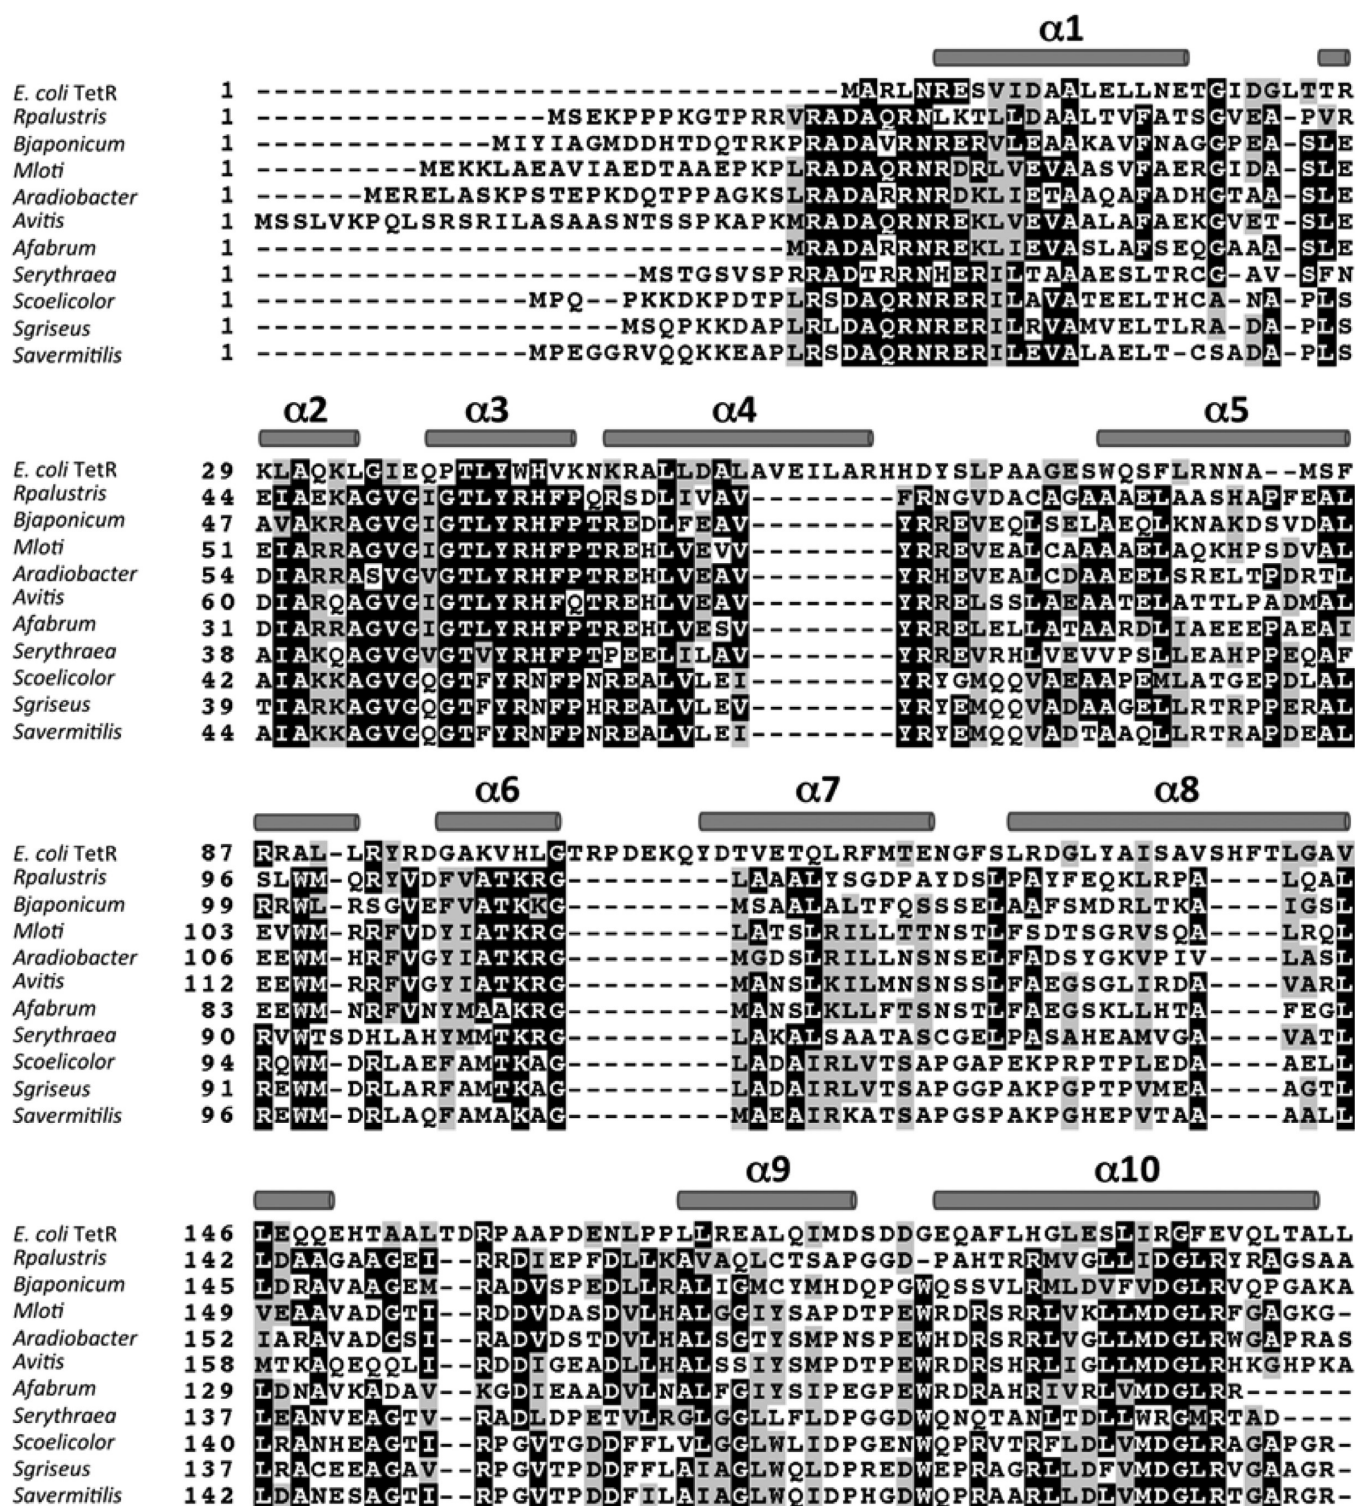 α1
E. coli TetR 1 --------------------------------MARLNRESVIDAALELLNETGIDGLTTR
Rpalustris 1 ----------------MSEKPPPKGTPRRVRADAQRNLKTLLDAALTVFATSGVEA-PVR
Bjaponicum 1 -------------MIYIAGMDDHTDQTRKPRADAVRNRERVLEAAKAVFNAGGPEA-SLE
Mloti 1 ---------MEKKLAEAVIAEDTAAEPKPLRADAQRNRDRLVEVAASVFAERGIDA-SLE
Aradiobacter 1 ------MERELASKPSTEPKDQTPPAGKSLRADARRNRDKLIETAAQAFADHGTAA-SLE
Avitis 1 MSSLVKPQLSRSRILASAASNTSSPKAPKMRADAQRNREKLVEVAALAFAEKGVET-SLE
Afabrum 1 -----------------------------MRADARRNREKLIEVASLAFSEQGAAA-SLE
Serythraea 1 ---------------------MSTGSVSPRRADTRRNHERILTAAAESLTRCG-AV-SFN
Scoelicolor 1 ---------------MPQ--PKKDKPDTPLRSDAQRNRERILAVATEELTHCA-NA-PLS
Sgriseus 1 --------------------MSQPKKDAPLRLDAQRNRERILRVAMVELTLRA-DA-PLS
Savermitilis 1 ---------------MPEGGRVQQKKEAPLRSDAQRNRERILEVALAELT-CSADA-PLS
α2 α3 α4 α5
E. coli TetR 29 KLAQKLGIEQPTLYWHVKNKRALLDALAVEILARHHDYSLPAAGESWQSFLRNNA--MSF
Rpalustris 44 EIAEKAGVGIGTLYRHFPQRSDLIVAV--------FRNGVDACAGAAAELAASHAPFEAL
Bjaponicum 47 AVAKRAGVGIGTLYRHFPTREDLFEAV--------YRREVEQLSELAEQLKNAKDSVDAL
Mloti 51 EIARRAGVGIGTLYRHFPTREHLVEVV--------YRREVEALCAAAAELAQKHPSDVAL
Aradiobacter 54 DIARRASVGVGTLYRHFPTREHLVEAV--------YRHEVEALCDAAEELSRELTPDRTL
Avitis 60 DIARQAGVGIGTLYRHFQTREHLVEAV--------YRRELSSLAEAATELATTLPADMAL
Afabrum 31 DIARRAGVGIGTLYRHFPTREHLVESV--------YRRELELLATAARDLIAEEEPAEAI
Serythraea 38 AIAKQAGVGVGTVYRHFPTPEELILAV--------YRREVRHLVEVVPSLLEAHPPEQAF
Scoelicolor 42 AIAKKAGVGQGTFYRNFPNREALVLEI--------YRYGMQQVAEAAPEMLATGEPDLAL
Sgriseus 39 TIARKAGVGQGTFYRNFPHREALVLEV--------YRYEMQQVADAAGELLRTRPPERAL
Savermitilis 44 AIAKKAGVGQGTFYRNFPNREALVLEI--------YRYEMQQVADTAAQLLRTRAPDEAL
α6 α7 α8
E. coli TetR 87 RRAL-LRYRDGAKVHLGTRPDEKQYDTVETQLRFMTENGFSLRDGLYAISAVSHFTLGAV
Rpalustris 96 SLWM-QRYVDFVATKRG---------LAAALYSGDPAYDSLPAYFEQKLRPA----LQAL
Bjaponicum 99 RRWL-RSGVEFVATKKG---------MSAALALTFQSSSELAAFSMDRLTKA----IGSL
Mloti 103 EVWM-RRFVDYIATKRG---------LATSLRILLTTNSTLFSDTSGRVSQA----LRQL
Aradiobacter 106 EEWM-HRFVGYIATKRG---------MGDSLRILLNSNSELFADSYGKVPIV----LASL
Avitis 112 EEWM-RRFVGYIATKRG---------MANSLKILMNSNSSLFAEGSGLIRDA----VARL
Afabrum 83 EEWM-NRFVNYMAAKRG---------MANSLKLLFTSNSTLFAEGSKLLHTA----FEGL
Serythraea 90 RVWTSDHLAHYMMTKRG---------LAKALSAATASCGELPASAHEAMVGA----VATL
Scoelicolor 94 RQWM-DRLAEFAMTKAG---------LADAIRLVTSAPGAPEKPRPTPLEDA----AELL
Sgriseus 91 REWM-DRLARFAMTKAG---------LADAIRLVTSAPGGPAKPGPTPVMEA----AGTL
Savermitilis 96 REWM-DRLAQFAMAKAG---------MAEAIRKATSAPGSPAKPGHEPVTAA----AALL
α9 α10
E. coli TetR 146 LEQQEHTAALTDRPAAPDENLPPLLREALQIMDSDDGEQAFLHGLESLIRGFEVQLTALL
Rpalustris 142 LDAAGAAGEI--RRDIEPFDLLKAVAQLCTSAPGGD-PAHTRRMVGLLIDGLRYRAGSAA
Bjaponicum 145 LDRAVAAGEM--RADVSPEDLLRALIGMCYMHDQPGWQSSVLRMLDVFVDGLRVQPGAKA
Mloti 149 VEAAVADGTI--RDDVDASDVLHALGGIYSAPDTPEWRDRSRRLVKLLMDGLRFGAGKG-
Aradiobacter 152 IARAVADGSI--RADVDSTDVLHALSGTYSMPNSPEWHDRSRRLVGLLMDGLRWGAPRAS
Avitis 158 MTKAQEQQLI--RDDIGEADLLHALSSIYSMPDTPEWRDRSHRLIGLLMDGLRHKGHPKA
Afabrum 129 LDNAVKADAV--KGDIEAADVLNALFGIYSIPEGPEWRDRAHRIVRLVMDGLRR------
Serythraea 137 LEANVEAGTV--RADLDPETVLRGLGGLLFLDPGGDWQNQTANLTDLLWRGMRTAD----
Scoelicolor 140 LRANHEAGTI--RPGVTGDDFFLVLGGLWLIDPGENWQPRVTRFLDLVMDGLRAGAPGR-
Sgriseus 137 LRACEEAGAV--RPGVTPDDFFLAIAGLWQLDPREDWEPRAGRLLDFVMDGLRVGAAGR-
Savermitilis 142 LDANESAGTI--RPGVTPDDFILAIAGLWQIDPHGDWQPRAARLLDLVMDGLRAGTRGR-